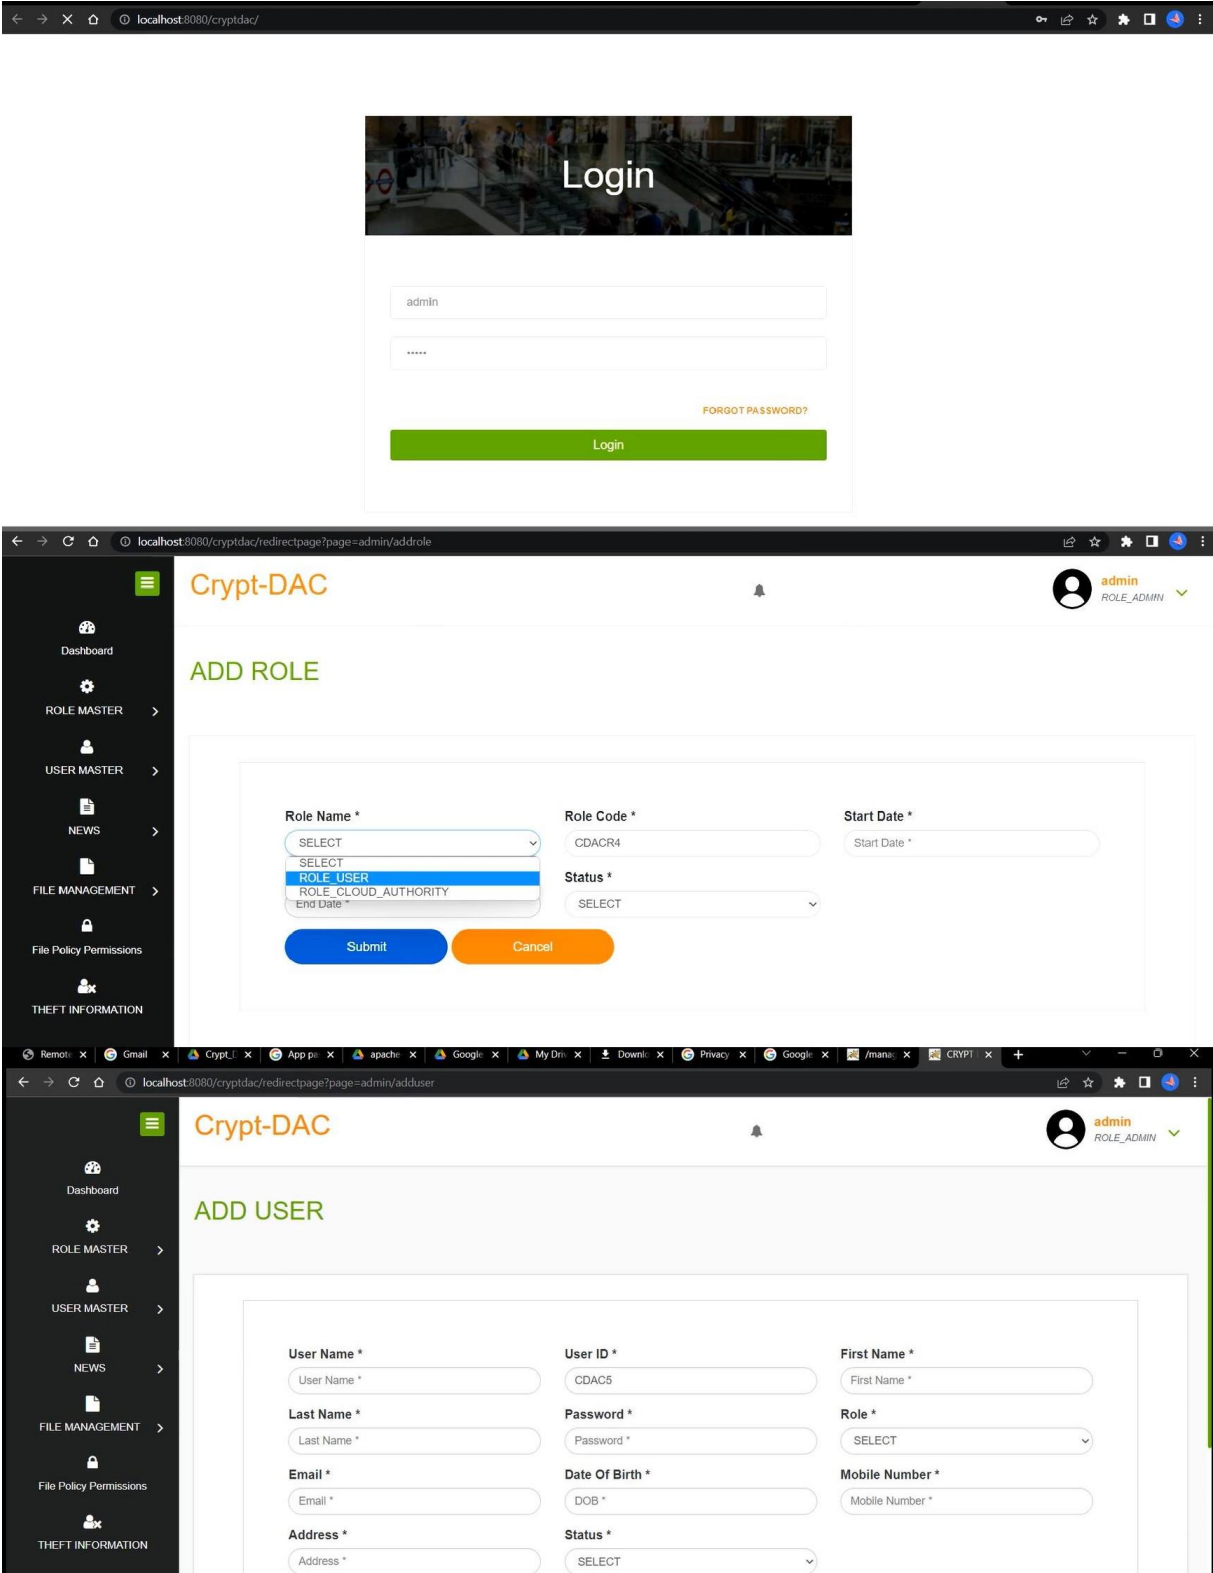 localhost:8080/cryptdac/
Login
admin
•••••
FORGOT PASSWORD?
Login
localhost:8080/cryptdac/redirectpage?page=admin/addrole
Crypt-DAC
admin
ROLE_ADMIN
Dashboard
ADD ROLE
ROLE MASTER
USER MASTER
NEWS
FILE MANAGEMENT
File Policy Permissions
THEFT INFORMATION
Role Name * Role Code * Start Date *
SELECT CDACR4 Start Date *
SELECT
ROLE_USER Status *
ROLE_CLOUD_AUTHORITY
End Date * SELECT
Submit Cancel
Remote Gmail Crypt_ App pa apache Google My Driv Downlo Privacy Google /manag CRYPT
localhost:8080/cryptdac/redirectpage?page=admin/adduser
Crypt-DAC
admin
ROLE_ADMIN
Dashboard
ADD USER
ROLE MASTER
USER MASTER
NEWS
FILE MANAGEMENT
File Policy Permissions
THEFT INFORMATION
User Name * User ID * First Name *
User Name * CDAC5 First Name *
Last Name * Password * Role *
Last Name * Password * SELECT
Email * Date Of Birth * Mobile Number *
Email * DOB * Mobile Number *
Address * Status *
Address * SELECT